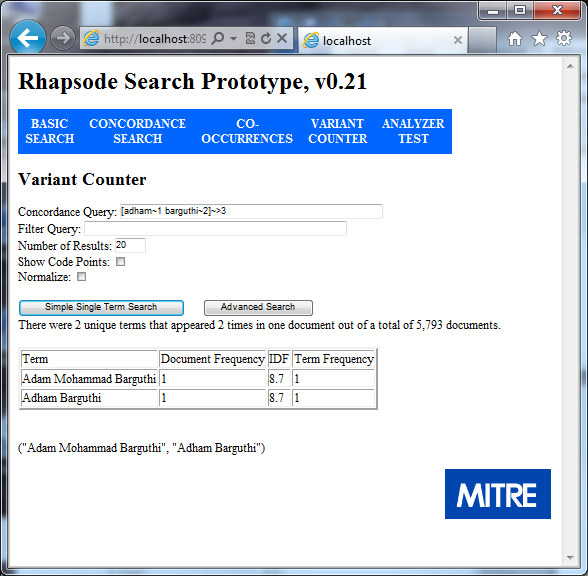 http://localhost:809
localhost
Rhapsode Search Prototype, v0.21
BASIC SEARCH
CONCORDANCE SEARCH
CO-OCCURRENCES
VARIANT COUNTER
ANALYZER TEST
Variant Counter
Concordance Query: [adham~1 barguthi~2]~>3
Filter Query:
Number of Results: 20
Show Code Points:
Normalize:
Simple Single Term Search Advanced Search
There were 2 unique terms that appeared 2 times in one document out of a total of 5,793 documents.
Term Document Frequency IDF Term Frequency
Adam Mohammad Barguthi 1 8.7 1
Adham Barguthi 1 8.7 1
("Adam Mohammad Barguthi", "Adham Barguthi")
MITRE